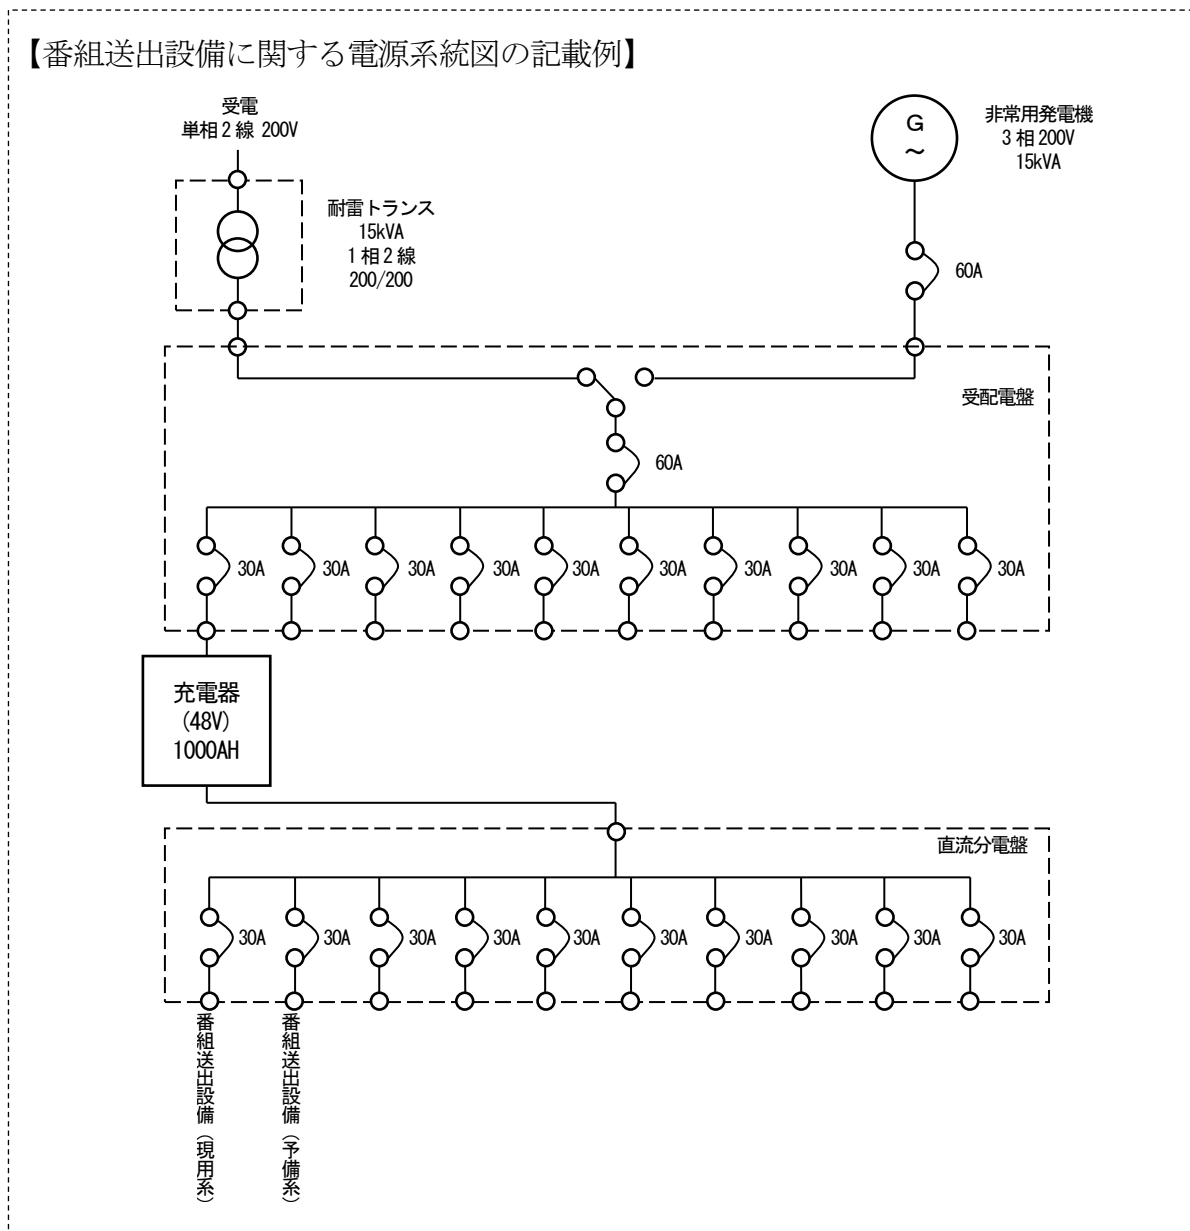 【番組送出設備に関する電源系統図の記載例】
受電
単相2線 200V
G
~
非常用発電機
3相200V
15kVA
耐雷トランス
15kVA
1相2線
200/200
60A
受配電盤
60A
30A
30A
30A
30A
30A
30A
30A
30A
30A
30A
充電器
(48V)
1000AH
直流分電盤
30A
30A
30A
30A
30A
30A
30A
30A
30A
30A
番組送出設備（現用系）
番組送出設備（予備系）